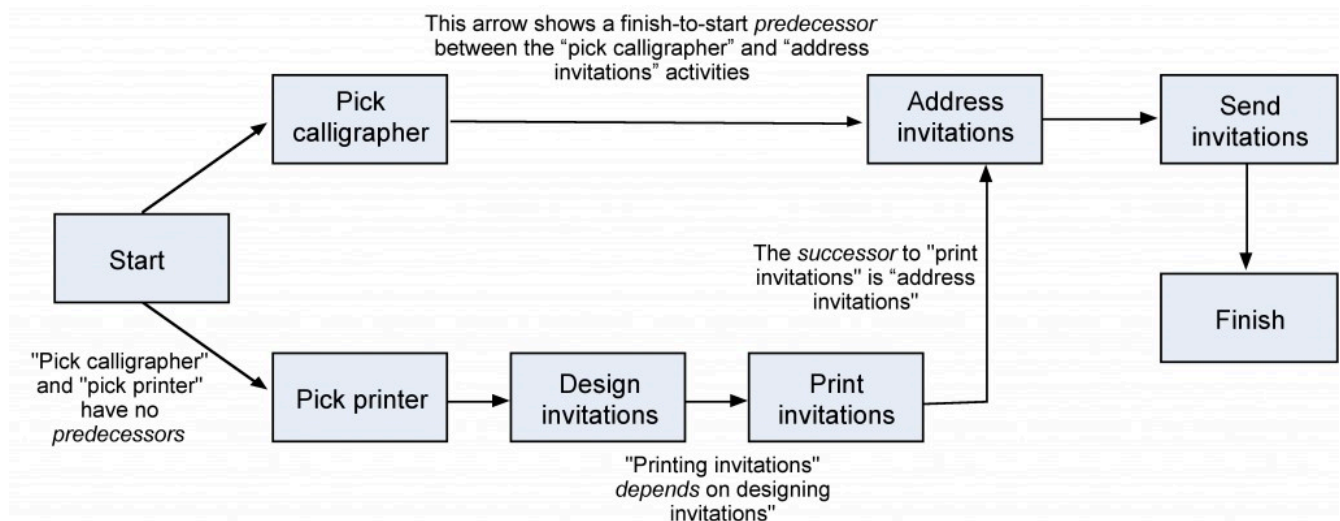 This arrow shows a finish-to-start predecessor
between the “pick calligrapher” and “address
invitations” activities
Pick
calligrapher
Address
invitations
Send
invitations
Start
The successor to "print
invitations" is “address
invitations"
Finish
"Pick calligrapher"
and "pick printer"
have no
predecessors
Pick printer
Design
invitations
Print
invitations
"Printing invitations"
depends on designing
invitations"